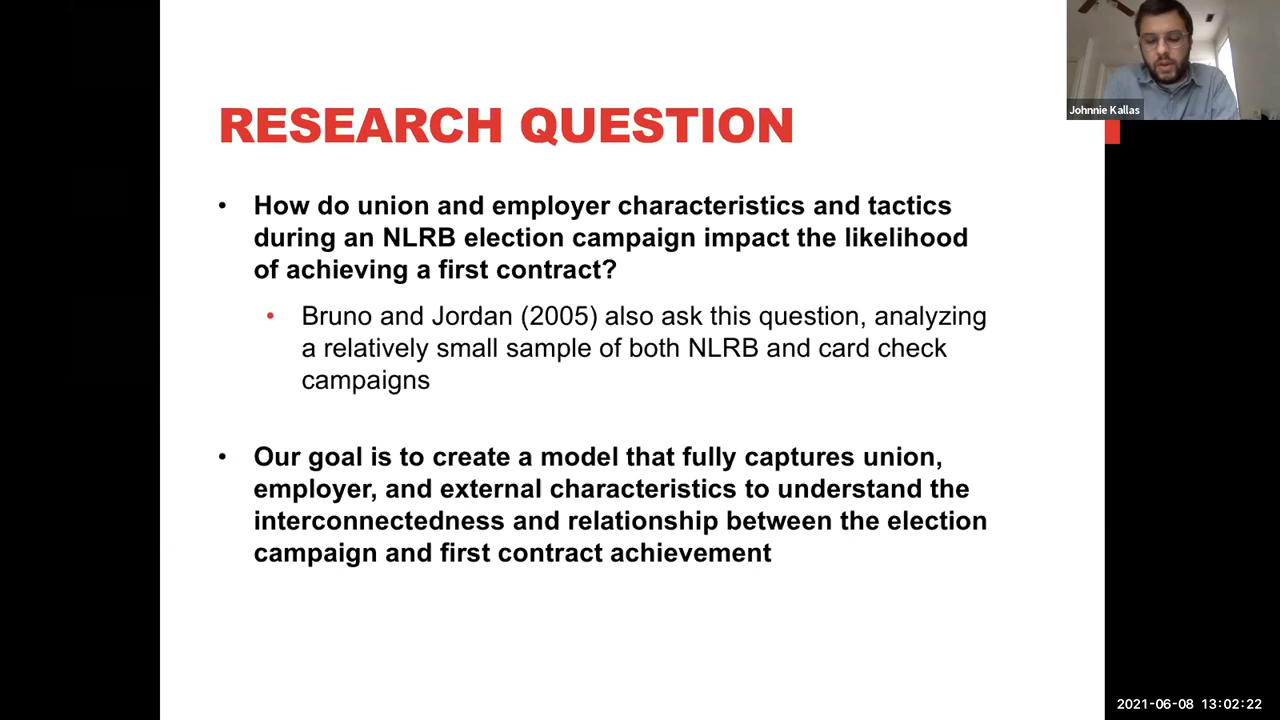 RESEARCH QUESTION
• How do union and employer characteristics and tactics
during an NLRB election campaign impact the likelihood
of achieving a first contract?
• Bruno and Jordan (2005) also ask this question, analyzing
a relatively small sample of both NLRB and card check
campaigns
• Our goal is to create a model that fully captures union,
employer, and external characteristics to understand the
interconnectedness and relationship between the election
campaign and first contract achievement
Johnnie Kallas
2021-06-08 13:02:22